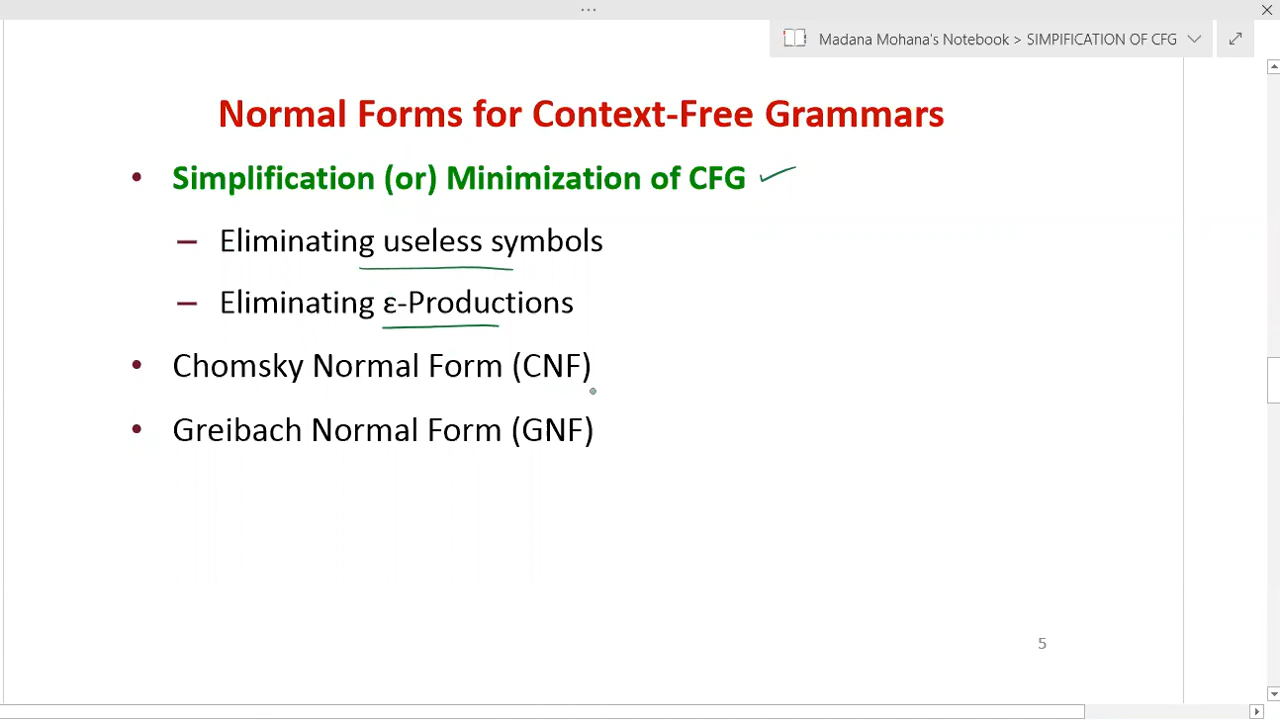 Madana Mohana's Notebook > SIMPIFICATION OF CFG
Normal Forms for Context-Free Grammars
• Simplification (or) Minimization of CFG
– Eliminating useless symbols
– Eliminating ε-Productions
• Chomsky Normal Form (CNF)
• Greibach Normal Form (GNF)
5